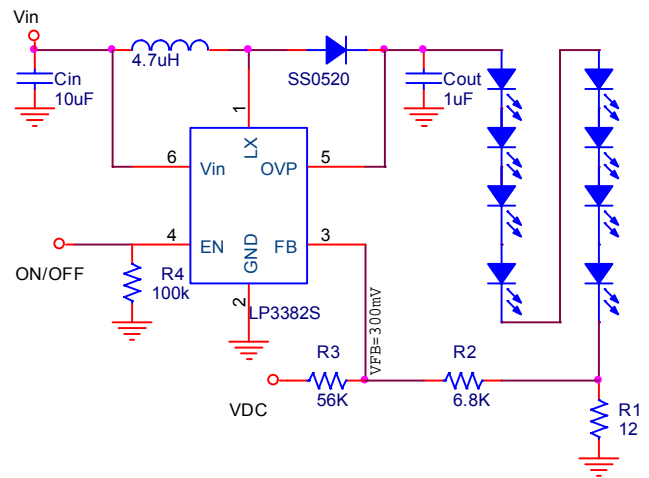 Vin
4.7uH
SS0520
Cin
10uF
Cout
1uF
1
LX
6
Vin
OVP
5
4
EN
GND
FB
3
ON/OFF
R4
100k
2
LP3382S
VFB=300mV
R3
56K
R2
6.8K
VDC
R1
12